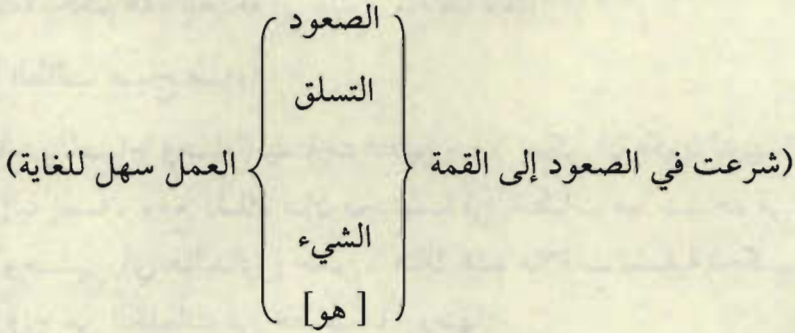 الصعود
التسلق
(شرعت في الصعود إلى القمة { } العمل سهل للغاية)
الشيء
[هو]